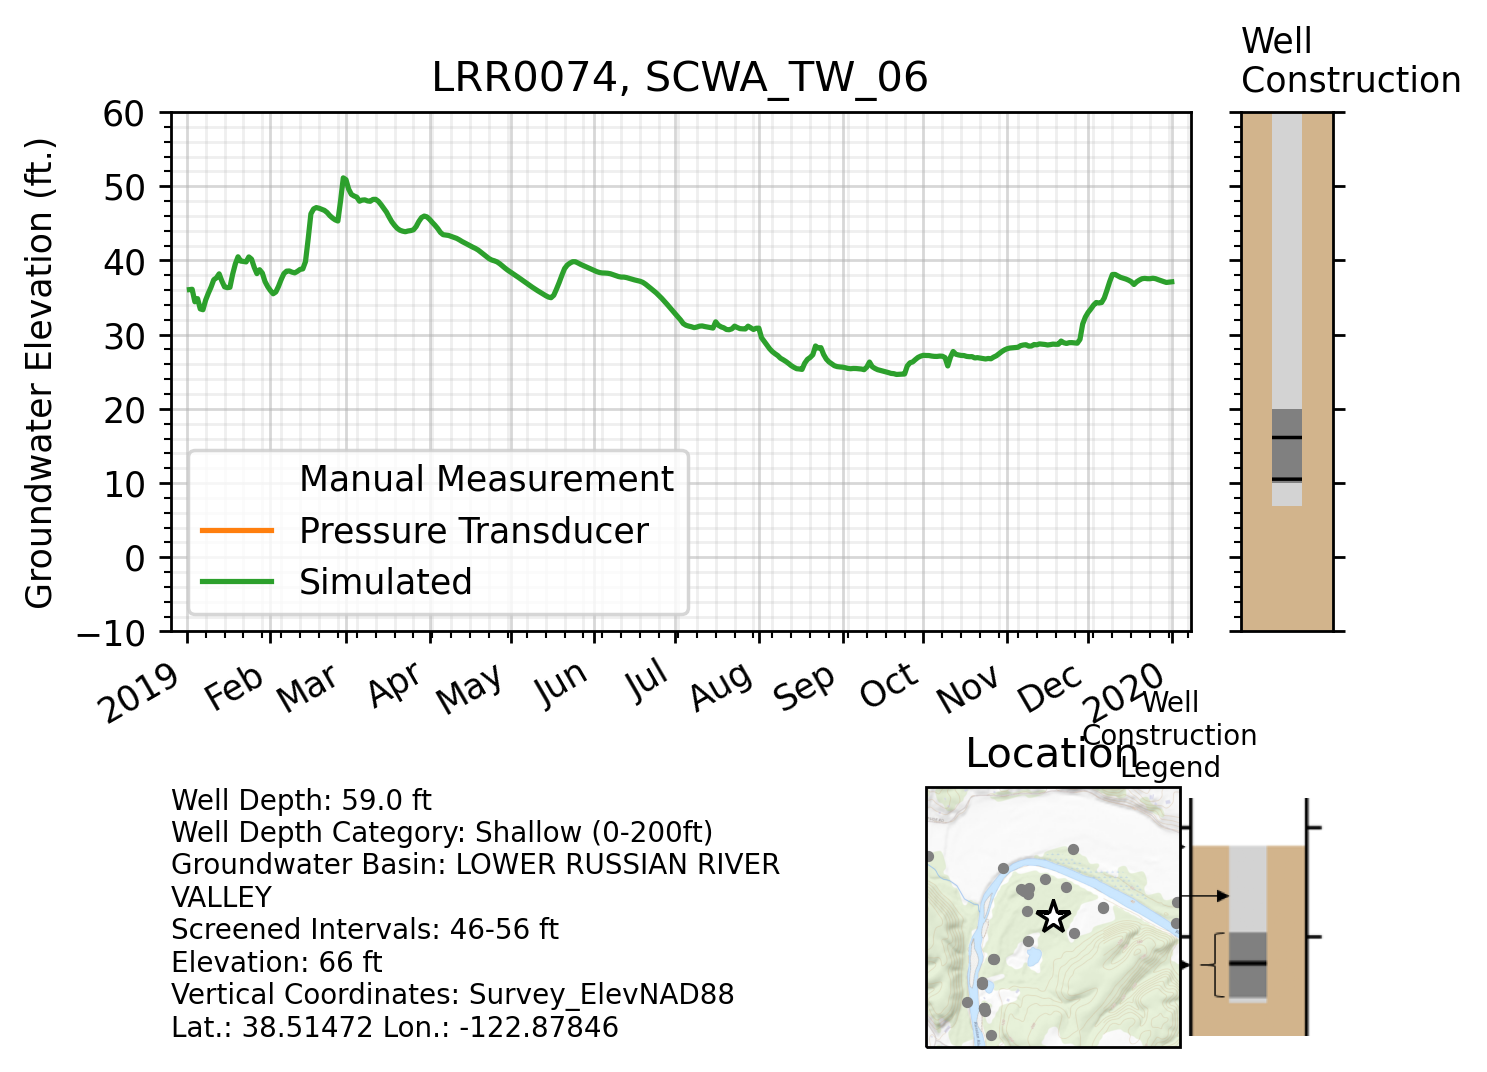 Well
Construction
LRR0074, SCWA_TW_06
Groundwater Elevation (ft.)
60
50
40
30
20
10
0
−10
Manual Measurement
Pressure Transducer
Simulated
2019
Feb
Mar
Apr
May
Jun
Jul
Aug
Sep
Oct
Nov
Dec
2020
Well
Construction
Legend
Location
Well Depth: 59.0 ft
Well Depth Category: Shallow (0-200ft)
Groundwater Basin: LOWER RUSSIAN RIVER
VALLEY
Screened Intervals: 46-56 ft
Elevation: 66 ft
Vertical Coordinates: Survey_ElevNAD88
Lat.: 38.51472 Lon.: -122.87846